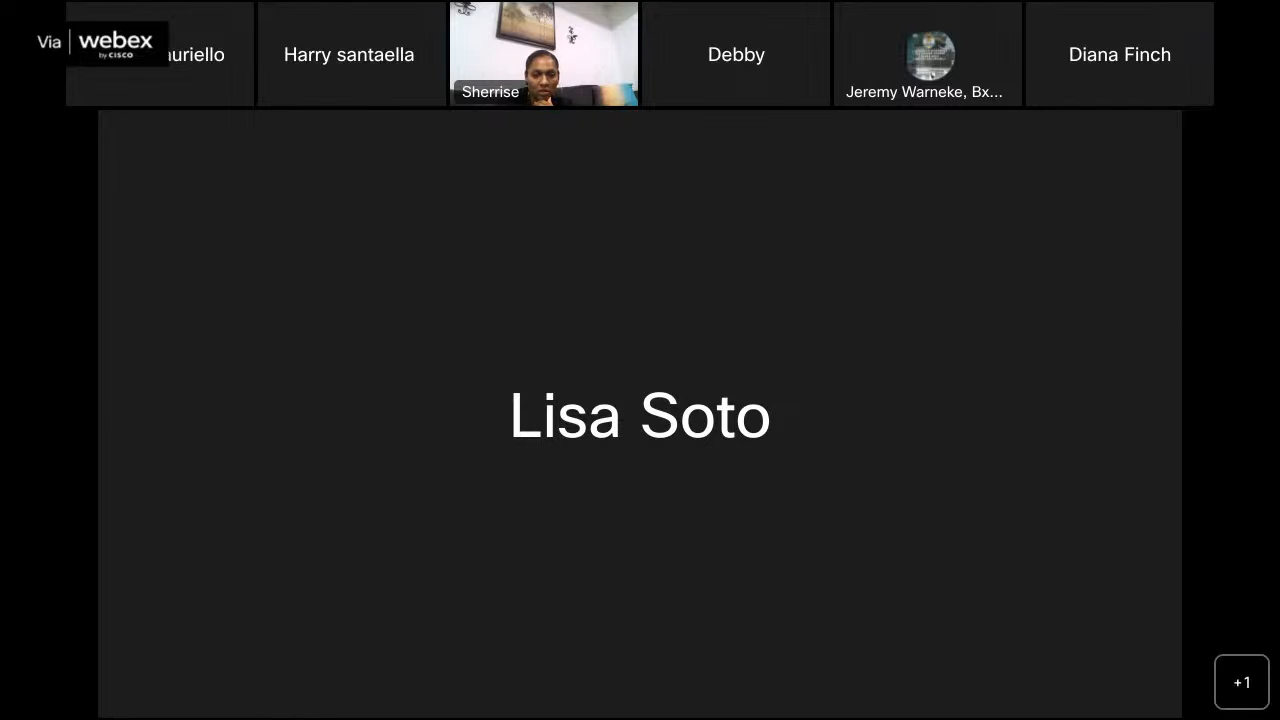 Via webex
by CISCO
uriello
Harry santaella
Sherrise
Debby
Jeremy Warneke, Bx...
Diana Finch
Lisa Soto
+1